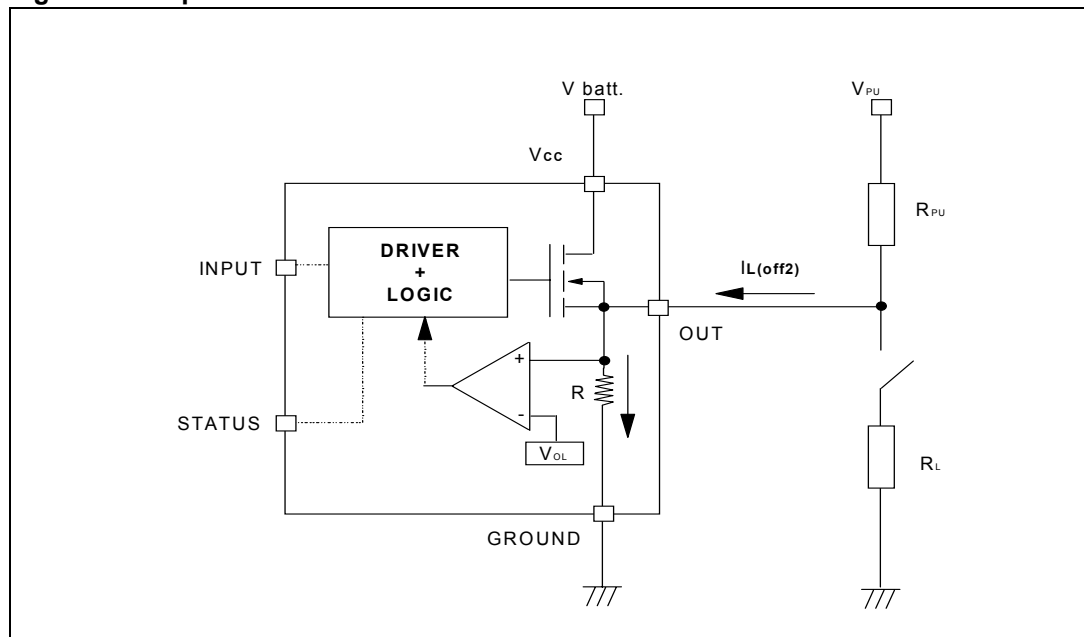 V batt.
VPU
Vcc
RPU
DRIVER
+
LOGIC
INPUT
IL(off2)
OUT
+
R
-
STATUS
VOL
RL
GROUND